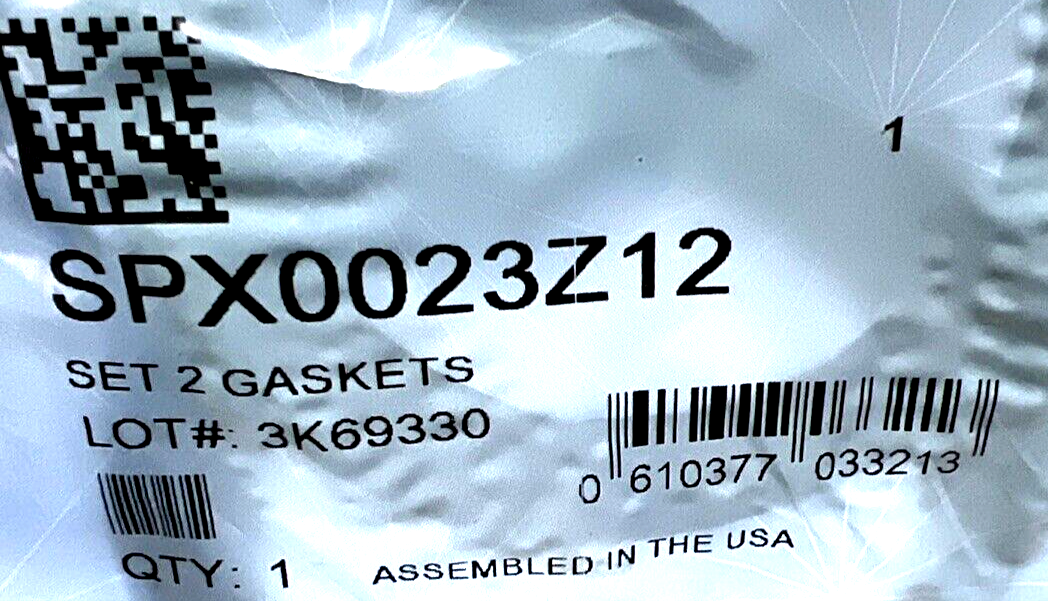 1
SPX0023Z12
SET 2 GASKETS
LOT#: 3K69330
0 610377 033213
QTY: 1
ASSEMBLED IN THE USA